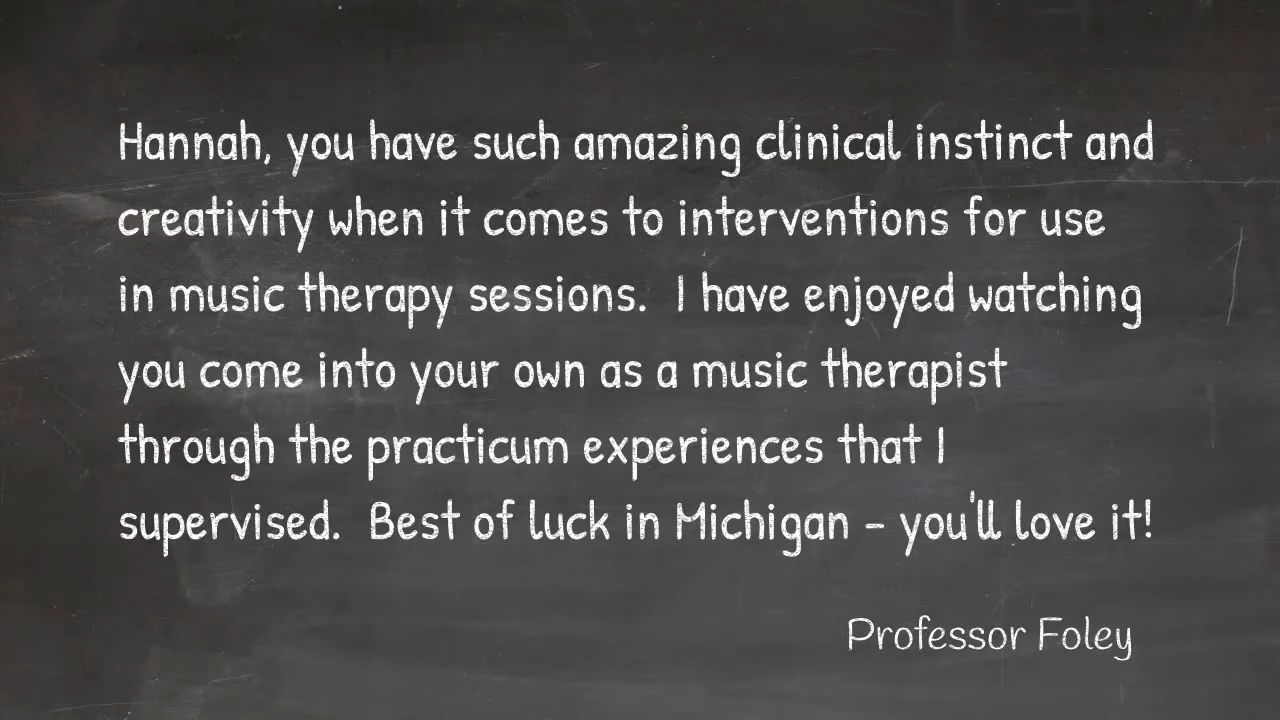 Hannah, you have such amazing clinical instinct and
creativity when it comes to interventions for use
in music therapy sessions.  I have enjoyed watching
you come into your own as a music therapist
through the practicum experiences that I
supervised.  Best of luck in Michigan - you'll love it!
Professor Foley